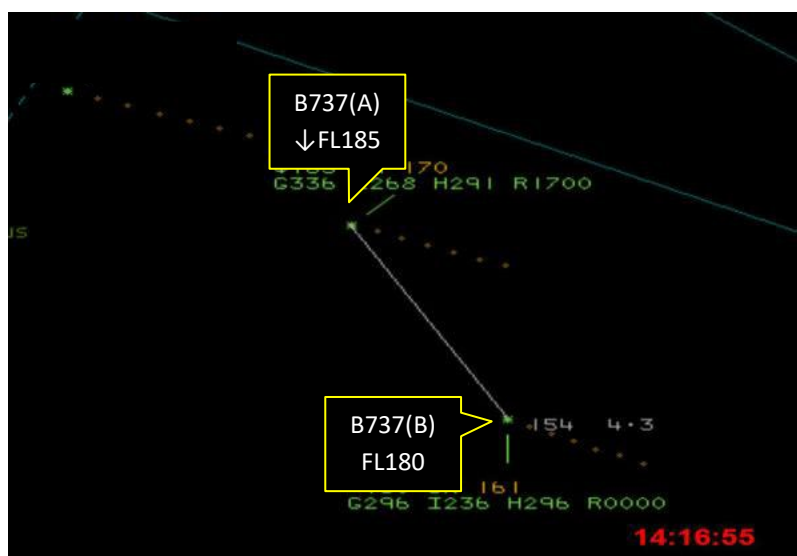 B737(A)
↓FL185
170
G336 268 H291 R1700
US
154 4·3
B737(B)
FL180
161
G296 I236 H296 R0000
14:16:55